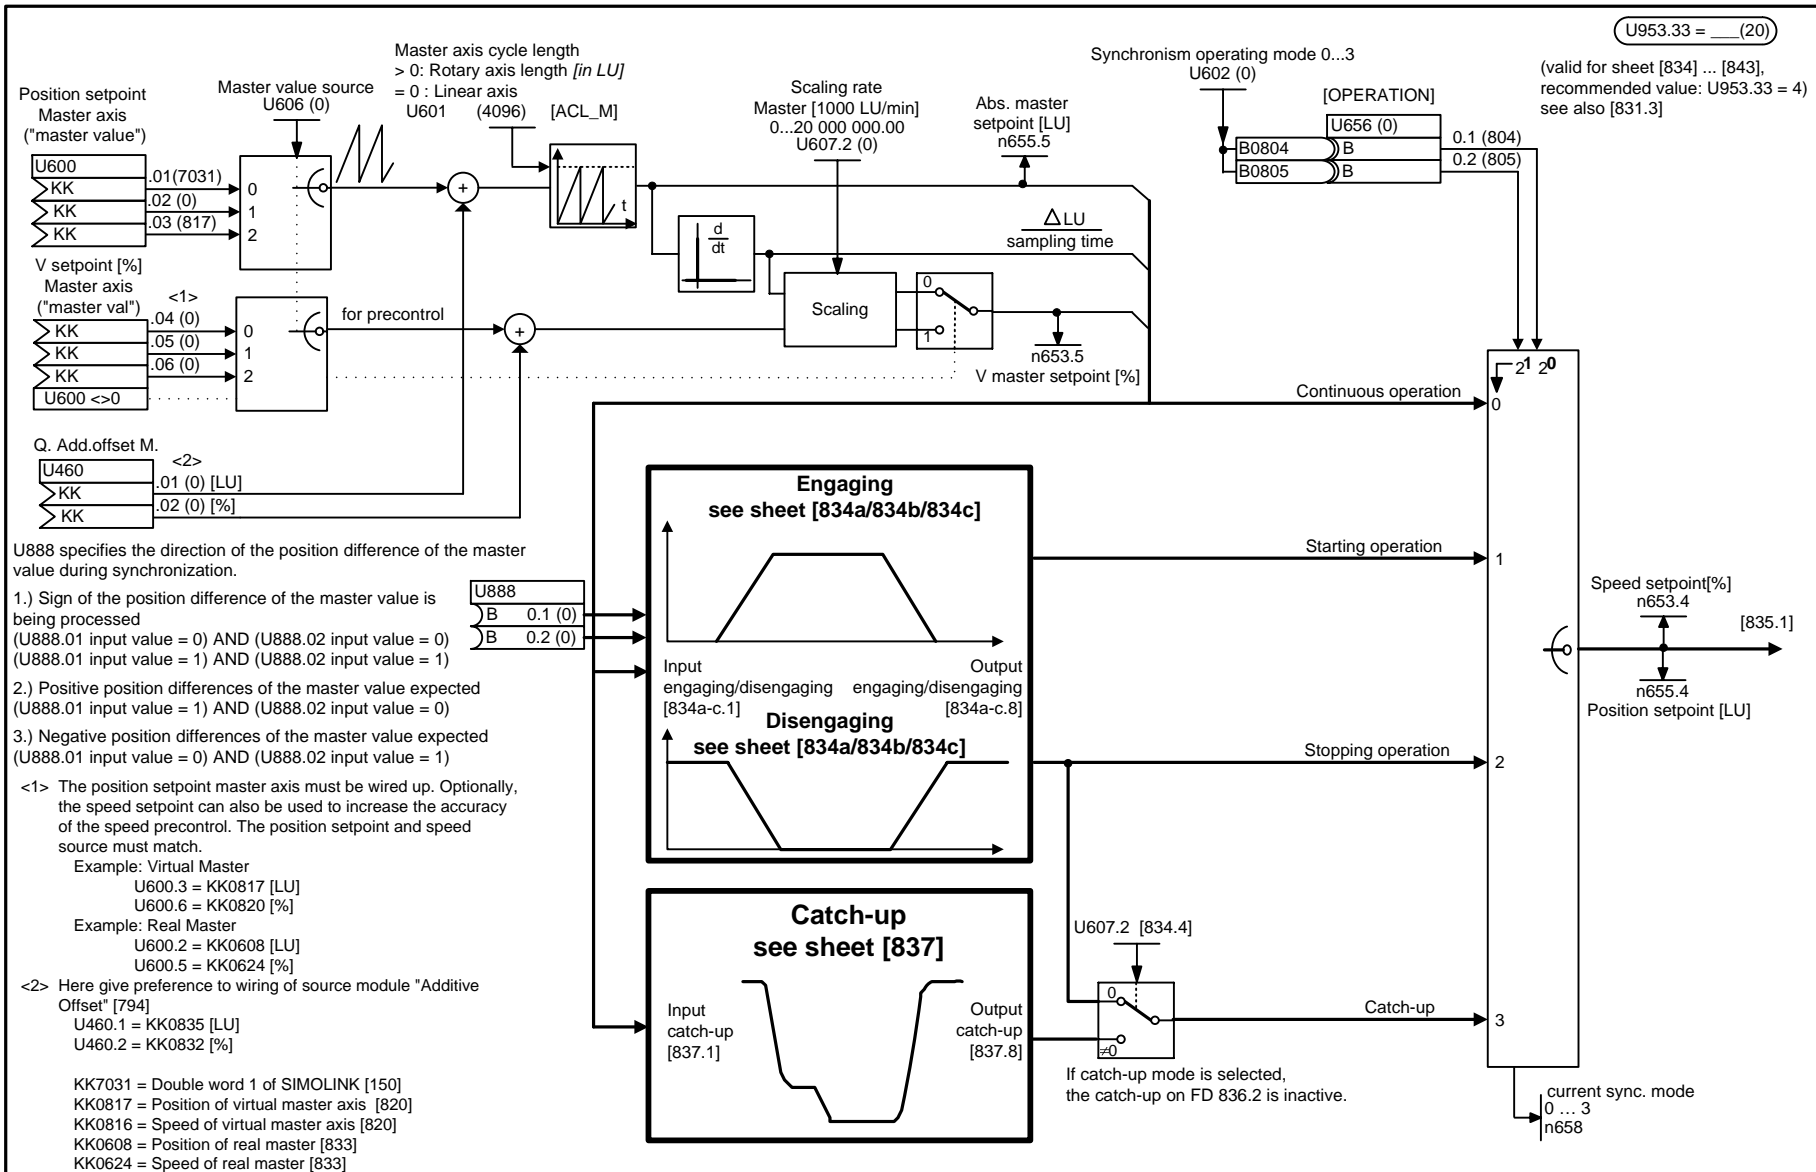 U953.33 = ___(20)
(valid for sheet [834] ... [843],
recommended value: U953.33 = 4)
see also [831.3]
Position setpoint
Master axis
("master value")
U600
KK
.01(7031)
KK
.02 (0)
KK
.03 (817)
Master value source
U606 (0)
0
1
2
Master axis cycle length
> 0: Rotary axis length [in LU]
= 0 : Linear axis
U601
(4096)
[ACL_M]
+
t
Scaling rate
Master [1000 LU/min]
0...20 000 000.00
U607.2 (0)
Abs. master
setpoint [LU]
n655.5
Synchronism operating mode 0...3
U602 (0)
[OPERATION]
U656 (0)
B0804
B
0.1 (804)
B0805
B
0.2 (805)
d
dt
△LU
sampling time
V setpoint [%]
Master axis
("master val")
<1>
KK
.04 (0)
KK
.05 (0)
KK
.06 (0)
U600 <>0
0
1
2
for precontrol
+
Scaling
0
1
n653.5
V master setpoint [%]
Q. Add.offset M.
U460
<2>
KK
.01 (0) [LU]
KK
.02 (0) [%]
Continuous operation
2¹ 2⁰
0
Engaging
see sheet [834a/834b/834c]
Starting operation
1
U888 specifies the direction of the position difference of the master
value during synchronization.
1.) Sign of the position difference of the master value is
being processed
(U888.01 input value = 0) AND (U888.02 input value = 0)
(U888.01 input value = 1) AND (U888.02 input value = 1)
2.) Positive position differences of the master value expected
(U888.01 input value = 1) AND (U888.02 input value = 0)
3.) Negative position differences of the master value expected
(U888.01 input value = 0) AND (U888.02 input value = 1)
U888
B 0.1 (0)
B 0.2 (0)
Input
engaging/disengaging
[834a-c.1]
Output
engaging/disengaging
[834a-c.8]
Disengaging
see sheet [834a/834b/834c]
Stopping operation
2
Speed setpoint[%]
n653.4
[835.1]
n655.4
Position setpoint [LU]
<1> The position setpoint master axis must be wired up. Optionally,
the speed setpoint can also be used to increase the accuracy
of the speed precontrol. The position setpoint and speed
source must match.
Example: Virtual Master
U600.3 = KK0817 [LU]
U600.6 = KK0820 [%]
Example: Real Master
U600.2 = KK0608 [LU]
U600.5 = KK0624 [%]
<2> Here give preference to wiring of source module "Additive
Offset" [794]
U460.1 = KK0835 [LU]
U460.2 = KK0832 [%]
KK7031 = Double word 1 of SIMOLINK [150]
KK0817 = Position of virtual master axis [820]
KK0816 = Speed of virtual master axis [820]
KK0608 = Position of real master [833]
KK0624 = Speed of real master [833]
Catch-up
see sheet [837]
Input
catch-up
[837.1]
Output
catch-up
[837.8]
U607.2 [834.4]
0
≠0
Catch-up
3
If catch-up mode is selected,
the catch-up on FD 836.2 is inactive.
current sync. mode
0 ... 3
n658